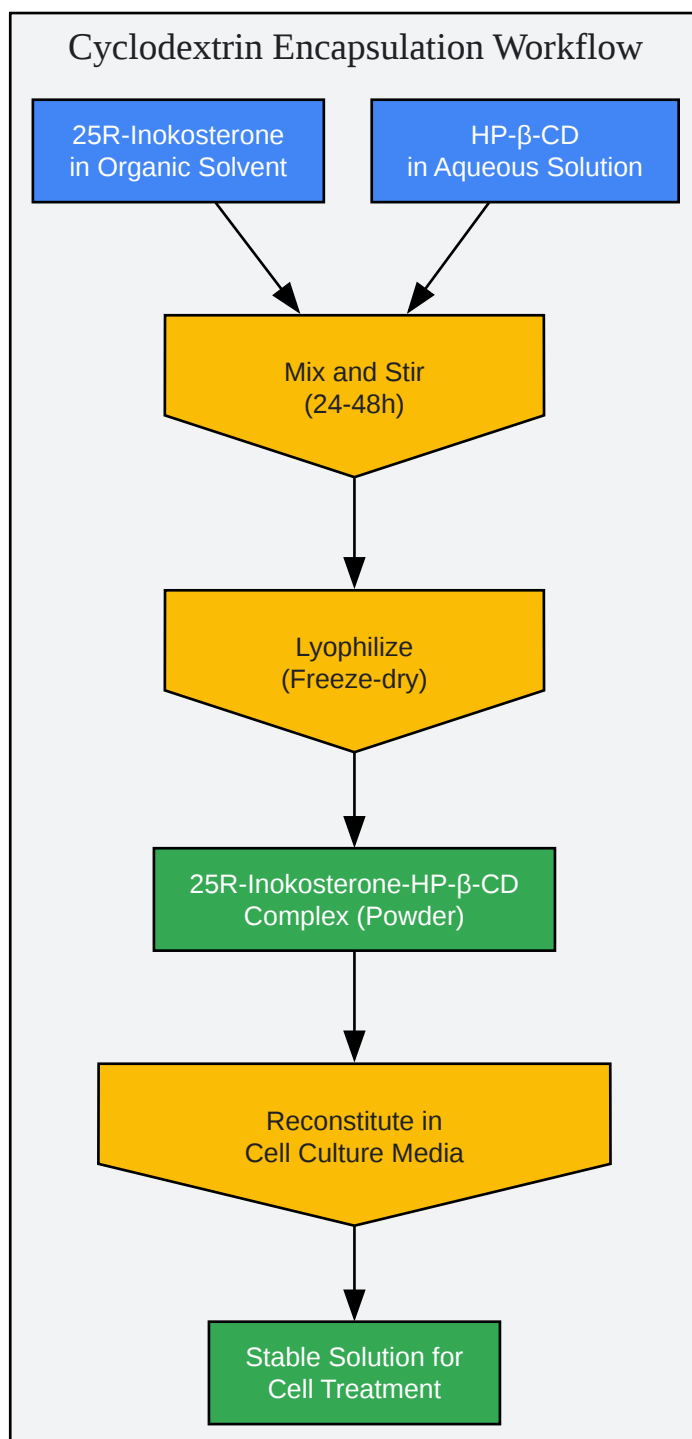 Cyclodextrin Encapsulation Workflow
25R-Inokosterone
in Organic Solvent
HP-β-CD
in Aqueous Solution
Mix and Stir
(24-48h)
Lyophilize
(Freeze-dry)
25R-Inokosterone-HP-β-CD
Complex (Powder)
Reconstitute in
Cell Culture Media
Stable Solution for
Cell Treatment